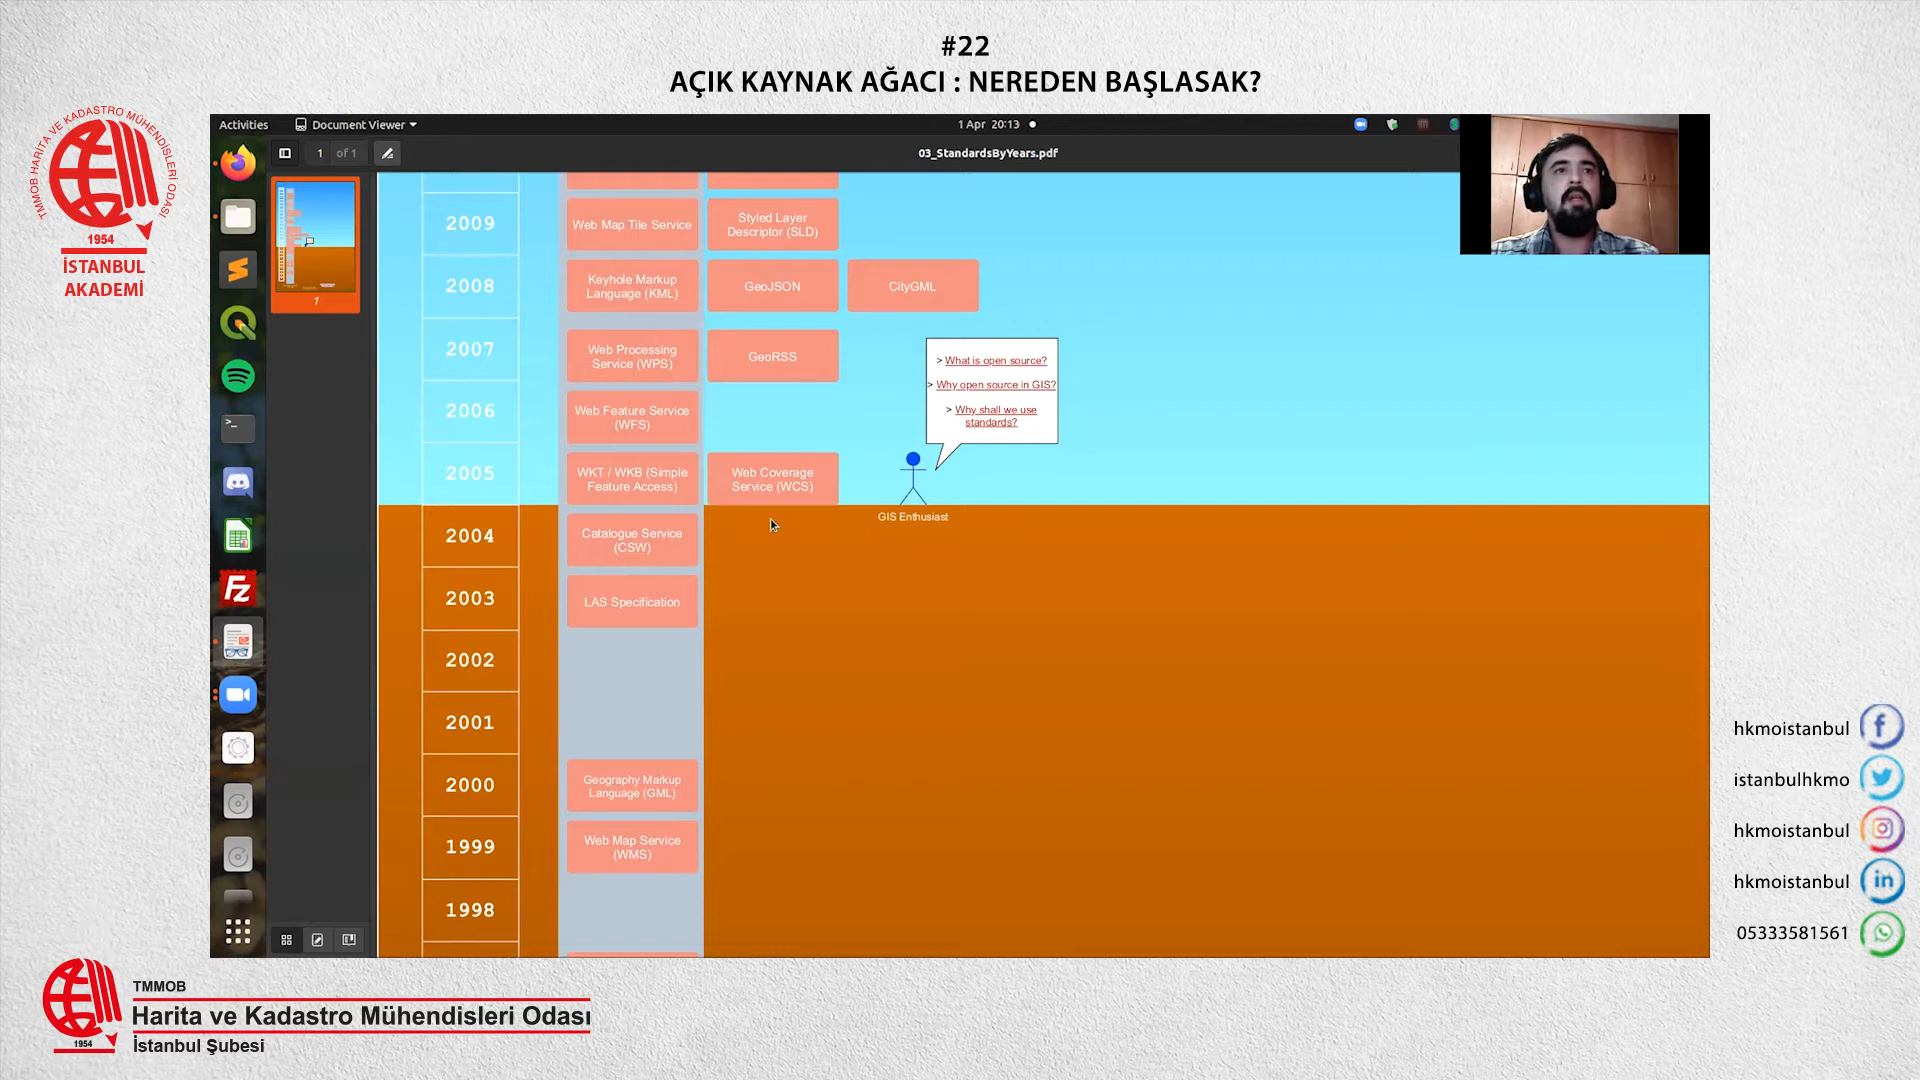 #22
AÇIK KAYNAK AĞACI : NEREDEN BAŞLASAK?
TMMOB HARİTA VE KADASTRO MÜHENDİSLERİ ODASI
1954
İSTANBUL
AKADEMİ
Activities
Document Viewer
1 Apr 20:13
1 of 1
03_StandardsByYears.pdf
1
2009
Web Map Tile Service
Styled Layer
Descriptor (SLD)
2008
Keyhole Markup
Language (KML)
GeoJSON
CityGML
2007
Web Processing
Service (WPS)
GeoRSS
> What is open source?
> Why open source in GIS?
> Why shall we use
standards?
2006
Web Feature Service
(WFS)
2005
WKT / WKB (Simple
Feature Access)
Web Coverage
Service (WCS)
GIS Enthusiast
2004
Catalogue Service
(CSW)
2003
LAS Specification
2002
2001
2000
Geography Markup
Language (GML)
1999
Web Map Service
(WMS)
1998
hkmoistanbul
istanbulhkmo
hkmoistanbul
hkmoistanbul
05333581561
1954
TMMOB
Harita ve Kadastro Mühendisleri Odası
İstanbul Şubesi